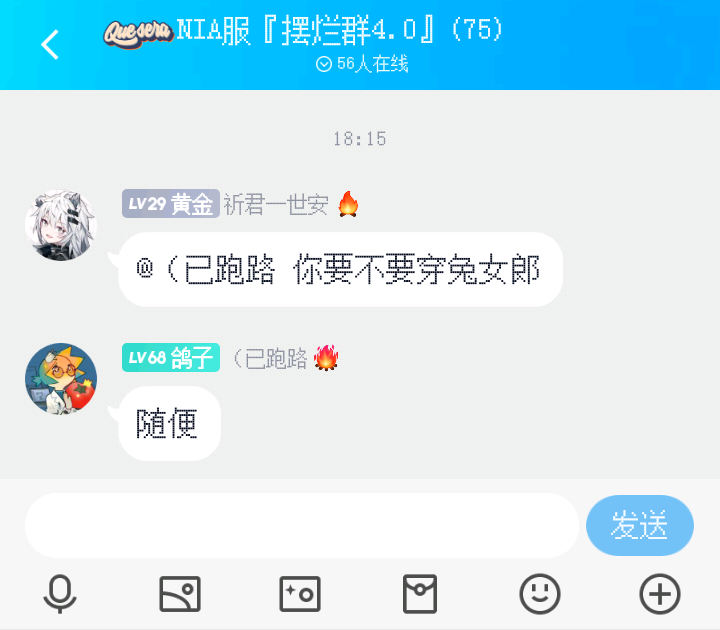 Que sera NIA服『摆烂群4.0』(75)
56人在线
18:15
LV29 黄金 祈君一世安
@（已跑路 你要不要穿兔女郎
LV68 鸽子 （已跑路
随便
发送